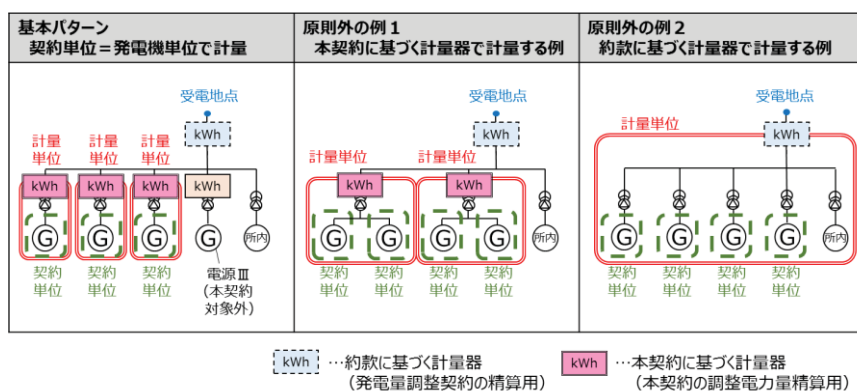 基本パターン
契約単位＝発電機単位で計量
受電地点
kWh
計量
単位
計量
単位
計量
単位
kWh
kWh
kWh
kWh
G
G
G
G
所内
契約
単位
契約
単位
契約
単位
電源Ⅲ
（本契約
対象外）
原則外の例１
本契約に基づく計量器で計量する例
受電地点
kWh
計量単位
計量単位
kWh
kWh
G
G
G
G
所内
契約
単位
契約
単位
契約
単位
契約
単位
原則外の例２
約款に基づく計量器で計量する例
受電地点
計量単位
kWh
G
G
G
G
所内
契約
単位
契約
単位
契約
単位
契約
単位
kWh …約款に基づく計量器
（発電量調整契約の精算用）
kWh …本契約に基づく計量器
（本契約の調整電力量精算用）